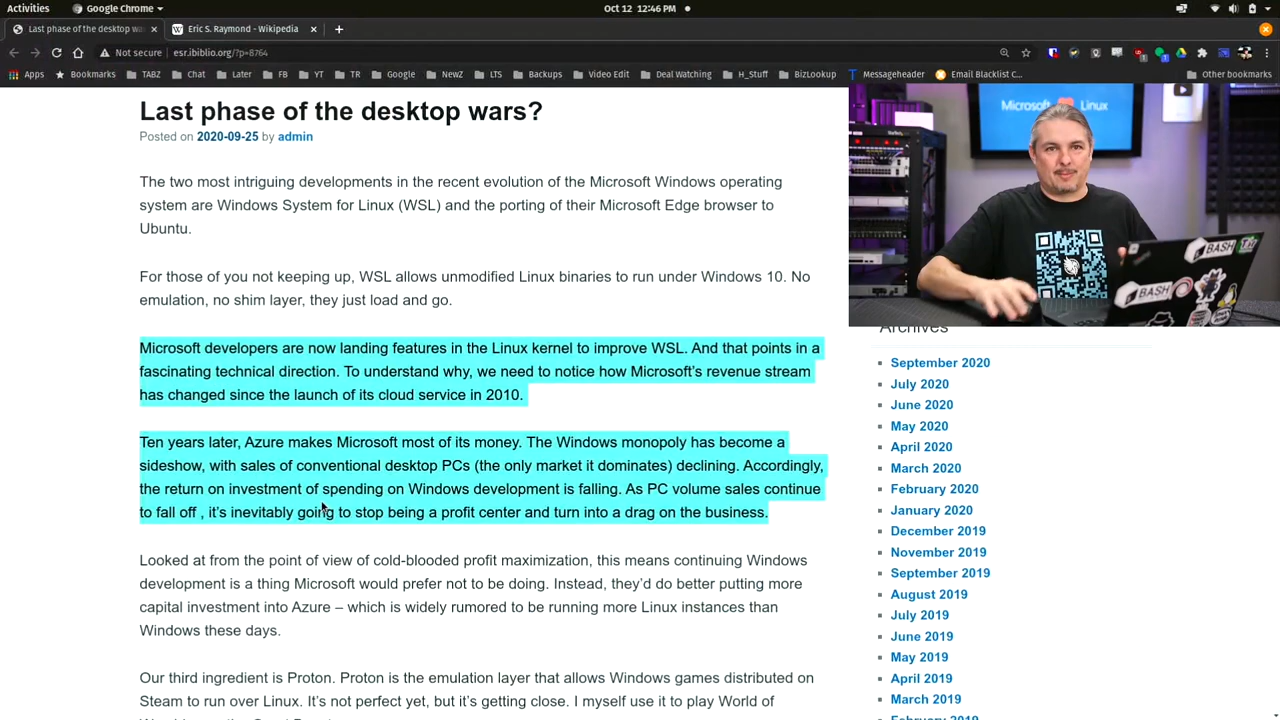 Activities
Google Chrome
Oct 12 12:46 PM
Last phase of the desktop wa
Eric S. Raymond - Wikipedia
Not secure
esr.ibiblio.org/?p=8764
Apps
Bookmarks
TABZ
Chat
Later
FB
YT
TR
Google
NewZ
LTS
Backups
Video Edit
Deal Watching
H_Stuff
BizLookup
Messageheader
Email Blacklist C...
Other bookmarks
Last phase of the desktop wars?
Posted on 2020-09-25 by admin
The two most intriguing developments in the recent evolution of the Microsoft Windows operating
system are Windows System for Linux (WSL) and the porting of their Microsoft Edge browser to
Ubuntu.
For those of you not keeping up, WSL allows unmodified Linux binaries to run under Windows 10. No
emulation, no shim layer, they just load and go.
Microsoft developers are now landing features in the Linux kernel to improve WSL. And that points in a
fascinating technical direction. To understand why, we need to notice how Microsoft's revenue stream
has changed since the launch of its cloud service in 2010.
Ten years later, Azure makes Microsoft most of its money. The Windows monopoly has become a
sideshow, with sales of conventional desktop PCs (the only market it dominates) declining. Accordingly,
the return on investment of spending on Windows development is falling. As PC volume sales continue
to fall off , it's inevitably going to stop being a profit center and turn into a drag on the business.
Looked at from the point of view of cold-blooded profit maximization, this means continuing Windows
development is a thing Microsoft would prefer not to be doing. Instead, they'd do better putting more
capital investment into Azure – which is widely rumored to be running more Linux instances than
Windows these days.
Our third ingredient is Proton. Proton is the emulation layer that allows Windows games distributed on
Steam to run over Linux. It's not perfect yet, but it's getting close. I myself use it to play World of
Microsoft
Linux
BASH
BASH
Archives
September 2020
July 2020
June 2020
May 2020
April 2020
March 2020
February 2020
January 2020
December 2019
November 2019
September 2019
August 2019
July 2019
June 2019
May 2019
April 2019
March 2019